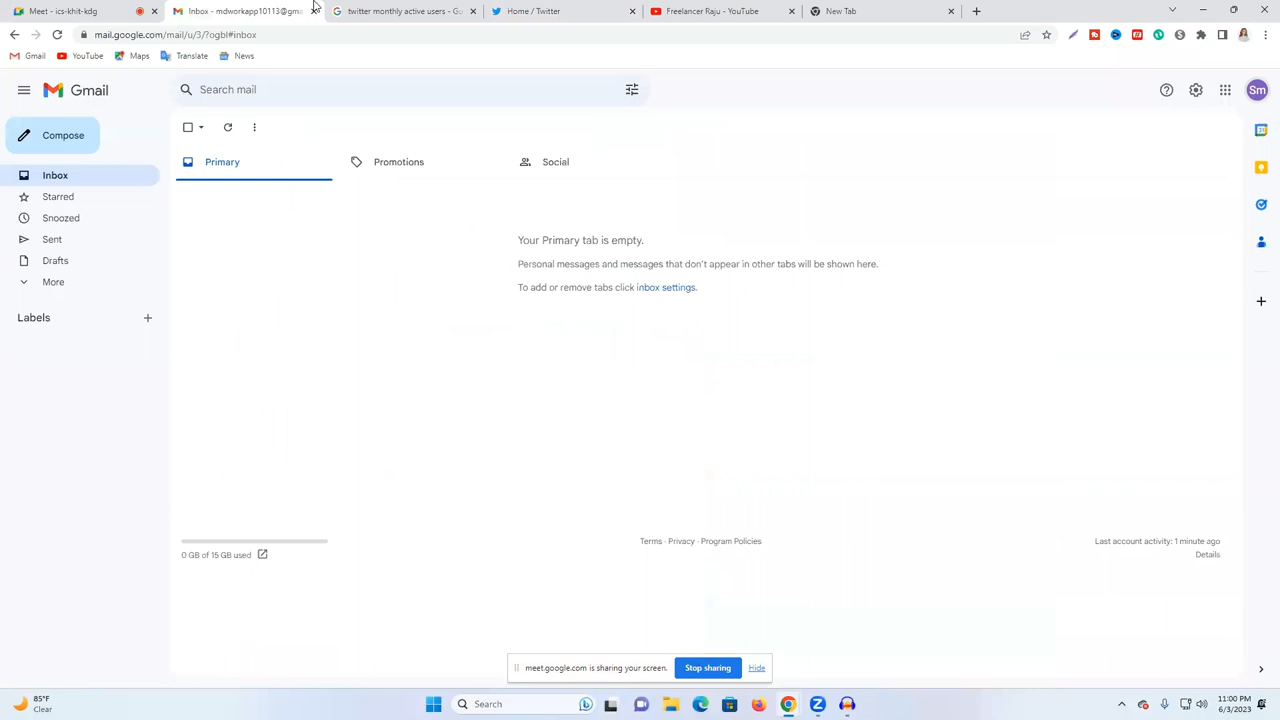 Meet - ics-khit-kdg
Inbox - mdworkapp10113@gma
twitter monthly active users - Go
Home / Twitter
Freelancer Raju - YouTube
New Tab
mail.google.com/mail/u/3/?ogbl#inbox
Gmail
YouTube
Maps
Translate
News
Gmail
Search mail
Sm
Compose
Inbox
Starred
Snoozed
Sent
Drafts
More
Labels
Primary
Promotions
Social
Your Primary tab is empty.
Personal messages and messages that don't appear in other tabs will be shown here.
To add or remove tabs click inbox settings.
0 GB of 15 GB used
Terms · Privacy · Program Policies
Last account activity: 1 minute ago
Details
meet.google.com is sharing your screen.
Stop sharing
Hide
85°F
Clear
Search
11:00 PM
6/3/2023